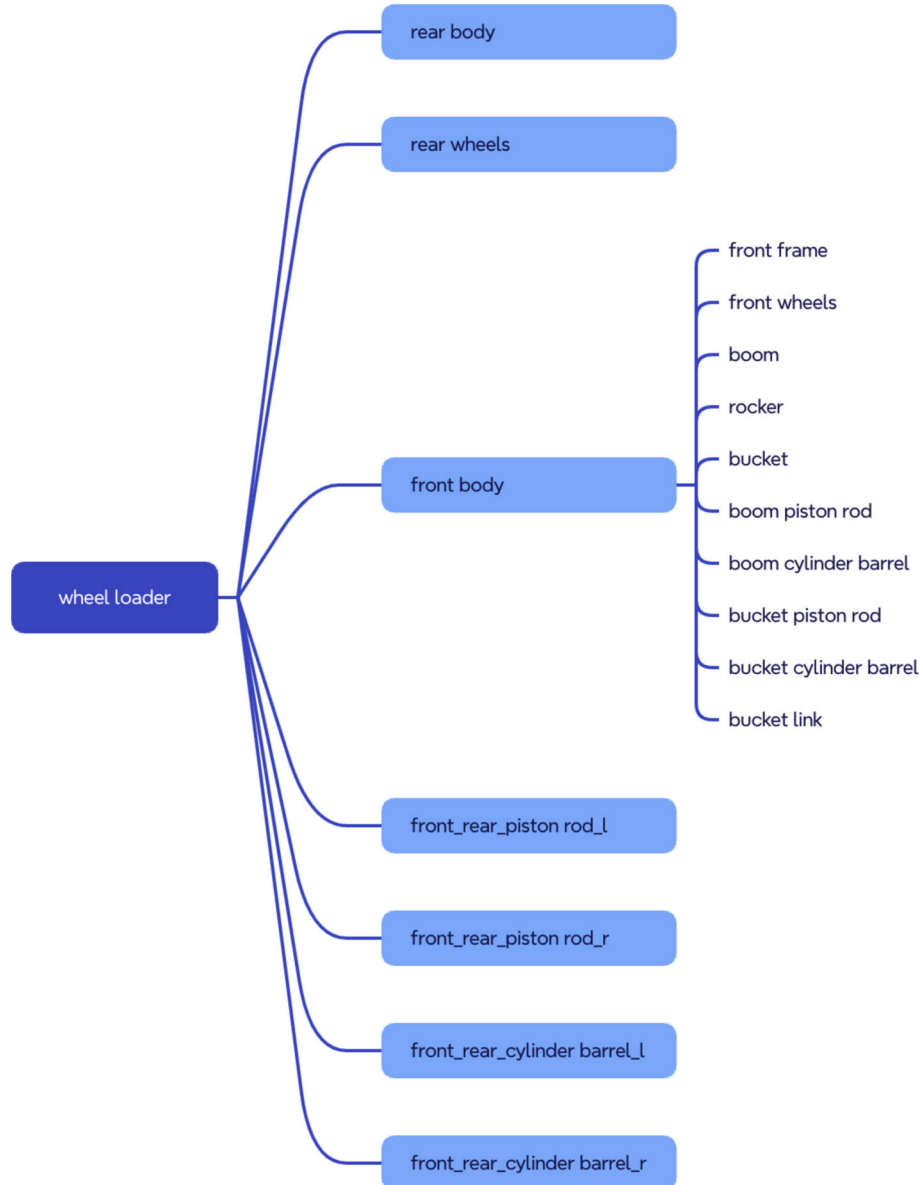 rear body
rear wheels
front frame
front wheels
boom
rocker
bucket
front body
boom piston rod
boom cylinder barrel
wheel loader
bucket piston rod
bucket cylinder barrel
bucket link
front_rear_piston rod_l
front_rear_piston rod_r
front_rear_cylinder barrel_l
front_rear_cylinder barrel_r